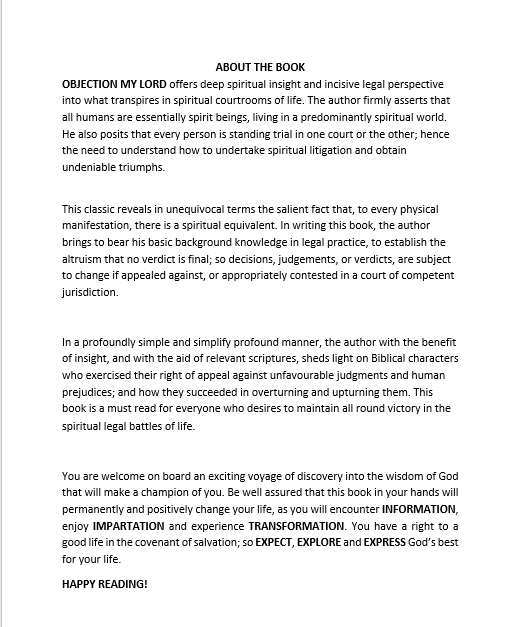 ABOUT THE BOOK
OBJECTION MY LORD offers deep spiritual insight and incisive legal perspective
into what transpires in spiritual courtrooms of life. The author firmly asserts that
all humans are essentially spirit beings, living in a predominantly spiritual world.
He also posits that every person is standing trial in one court or the other; hence
the need to understand how to undertake spiritual litigation and obtain
undeniable triumphs.
This classic reveals in unequivocal terms the salient fact that, to every physical
manifestation, there is a spiritual equivalent. In writing this book, the author
brings to bear his basic background knowledge in legal practice, to establish the
altruism that no verdict is final; so decisions, judgements, or verdicts, are subject
to change if appealed against, or appropriately contested in a court of competent
jurisdiction.
In a profoundly simple and simplify profound manner, the author with the benefit
of insight, and with the aid of relevant scriptures, sheds light on Biblical characters
who exercised their right of appeal against unfavourable judgments and human
prejudices; and how they succeeded in overturning and upturning them. This
book is a must read for everyone who desires to maintain all round victory in the
spiritual legal battles of life.
You are welcome on board an exciting voyage of discovery into the wisdom of God
that will make a champion of you. Be well assured that this book in your hands will
permanently and positively change your life, as you will encounter INFORMATION,
enjoy IMPARTATION and experience TRANSFORMATION. You have a right to a
good life in the covenant of salvation; so EXPECT, EXPLORE and EXPRESS God's best
for your life.
HAPPY READING!